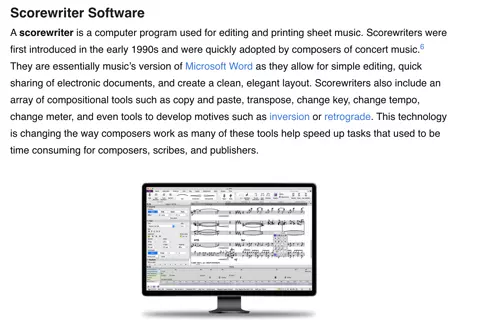 Scorewriter Software
A scorewriter is a computer program used for editing and printing sheet music. Scorewriters were
first introduced in the early 1990s and were quickly adopted by composers of concert music.6
They are essentially music's version of Microsoft Word as they allow for simple editing, quick
sharing of electronic documents, and create a clean, elegant layout. Scorewriters also include an
array of compositional tools such as copy and paste, transpose, change key, change tempo,
change meter, and even tools to develop motives such as inversion or retrograde. This technology
is changing the way composers work as many of these tools help speed up tasks that used to be
time consuming for composers, scribes, and publishers.